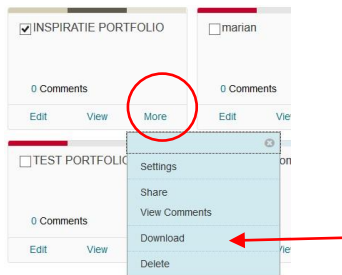 INSPIRATIE PORTFOLIO
marian
0 Comments
0 Comments
Edit View More
Edit
TEST PORTFOLIO
0 Comments
Edit View
Settings
Share
View Comments
Download
Delete